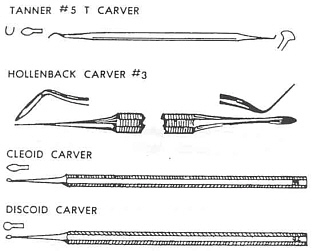 TANNER #5 T CARVER
HOLLENBACK CARVER #3
CLEOID CARVER
DISCOID CARVER